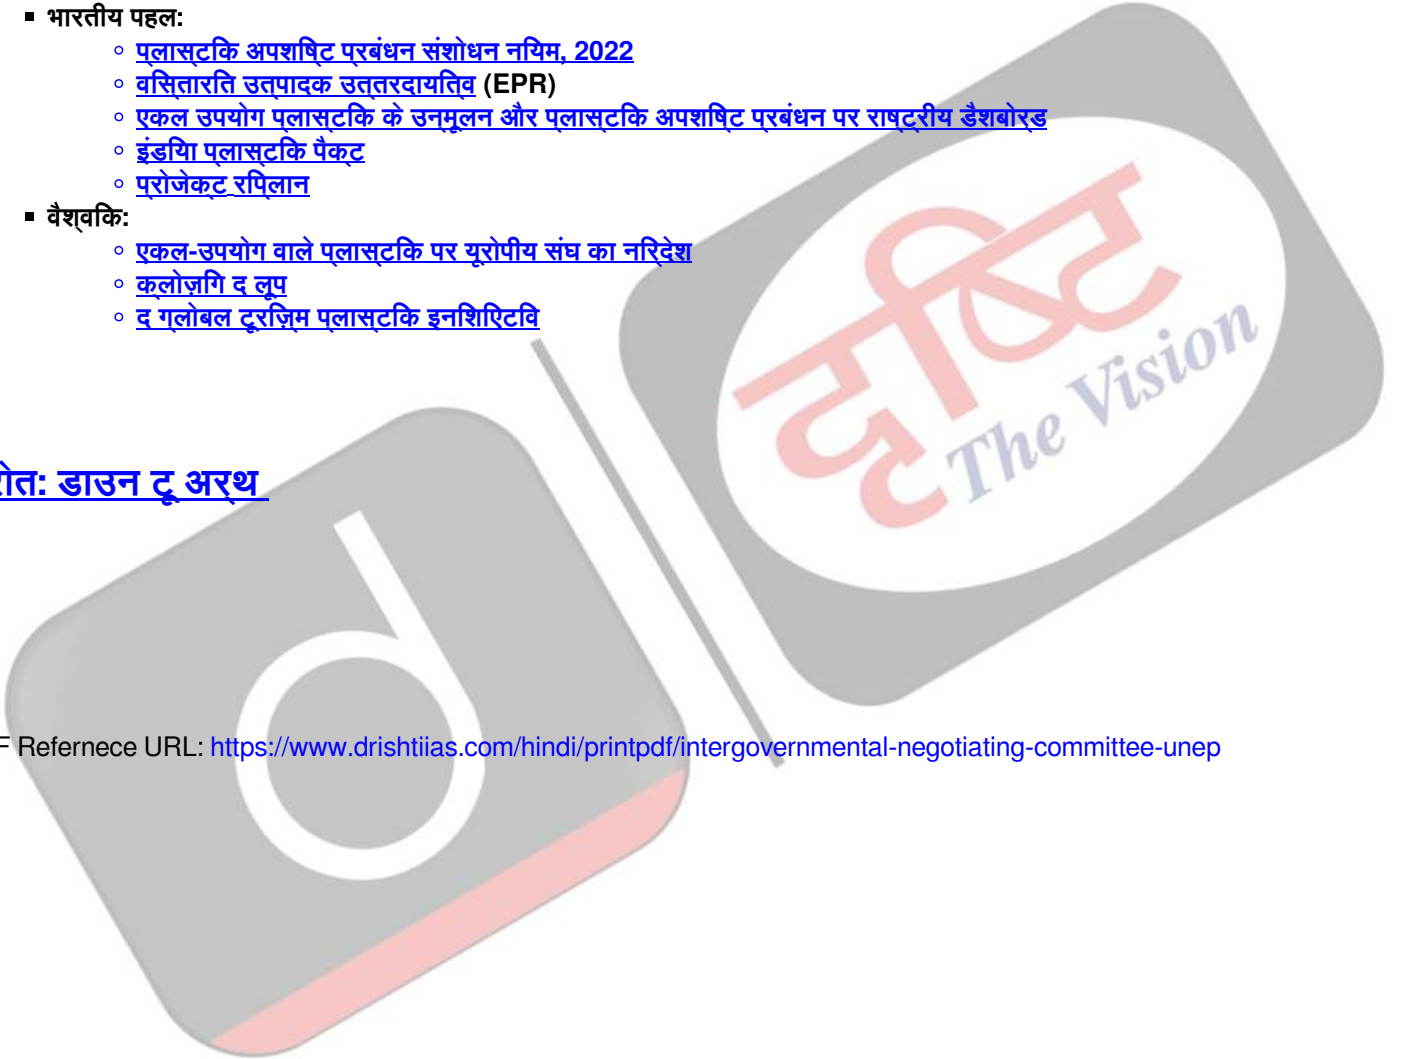 भारतीय पहल:
प्लास्टिक अपशिष्ट प्रबंधन संशोधन नियम, 2022
विस्तारित उत्पादक उत्तरदायित्व (EPR)
एकल उपयोग प्लास्टिक के उन्मूलन और प्लास्टिक अपशिष्ट प्रबंधन पर राष्ट्रीय डैशबोर्ड
इंडिया प्लास्टिक पैक्ट
प्रोजेक्ट रिप्लान
वैश्विक:
एकल-उपयोग वाले प्लास्टिक पर यूरोपीय संघ का निर्देश
क्लोज़िंग द लूप
द ग्लोबल टूरिज़्म प्लास्टिक इनिशिएटिव
दृष्टि
The Vision
रोत: डाउन टू अर्थ
d
F Refernece URL: https://www.drishtiias.com/hindi/printpdf/intergovernmental-negotiating-committee-unep